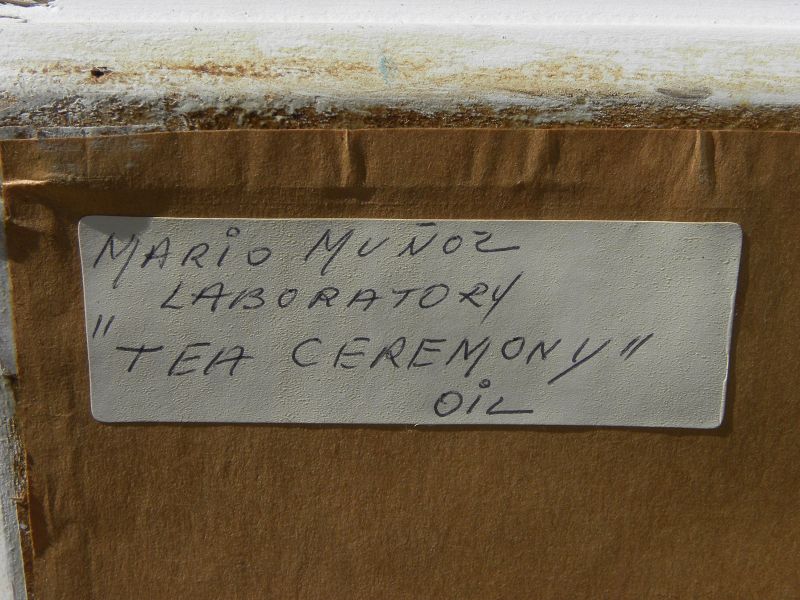 MARiO MUÑOZ
LABORATORY
"TEA CEREMONY"
OiL